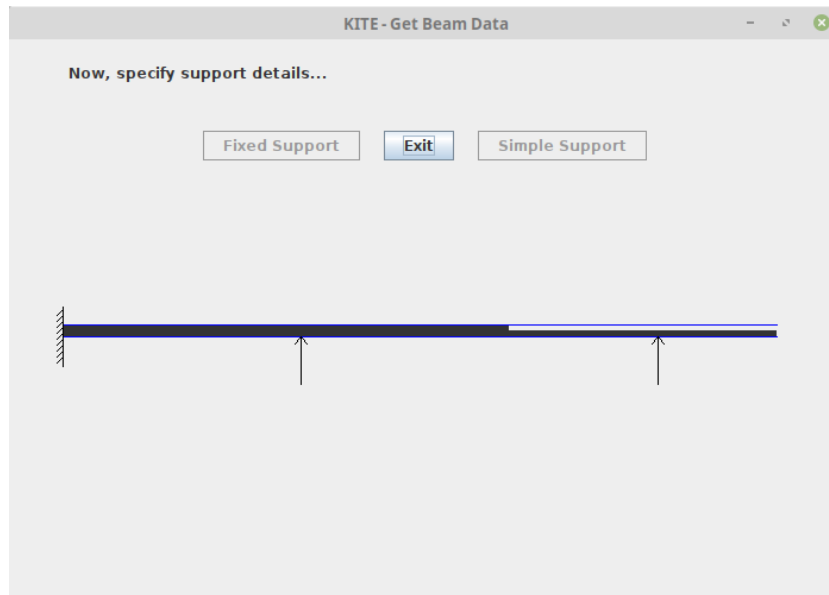 KITE - Get Beam Data
Now, specify support details...
Fixed Support Exit Simple Support